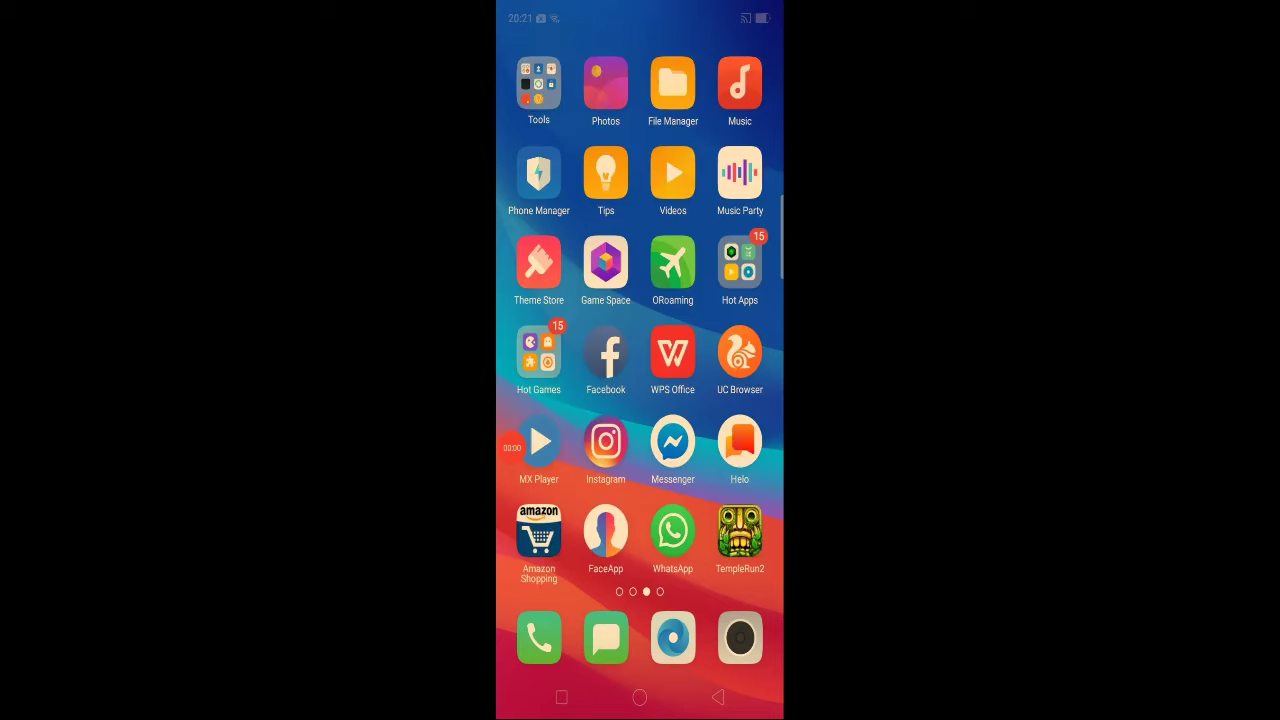 20:21
Tools Photos File Manager Music
Phone Manager Tips Videos Music Party
15
Theme Store Game Space ORoaming Hot Apps
15
Hot Games Facebook WPS Office UC Browser
00:00
MX Player Instagram Messenger Helo
amazon
Amazon Shopping FaceApp WhatsApp TempleRun2